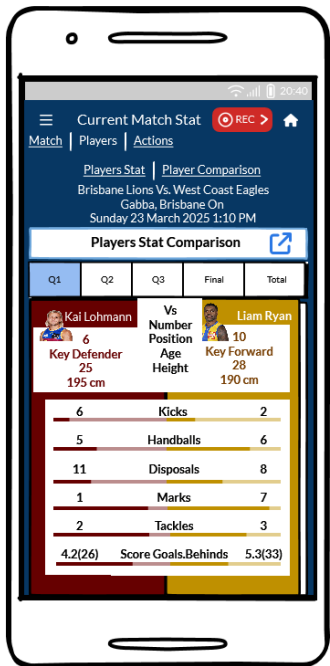 20:40
Current Match Stat REC
Match Players Actions
Players Stat Player Comparison
Brisbane Lions Vs. West Coast Eagles
Gabba, Brisbane On
Sunday 23 March 2025 1:10 PM
Players Stat Comparison
Q1 Q2 Q3 Final Total
Kai Lohmann Vs Liam Ryan
6 Number 10
Key Defender Position Key Forward
25 Age 28
195 cm Height 190 cm
6 Kicks 2
5 Handballs 6
11 Disposals 8
1 Marks 7
2 Tackles 3
4.2(26) Score Goals.Behinds 5.3(33)